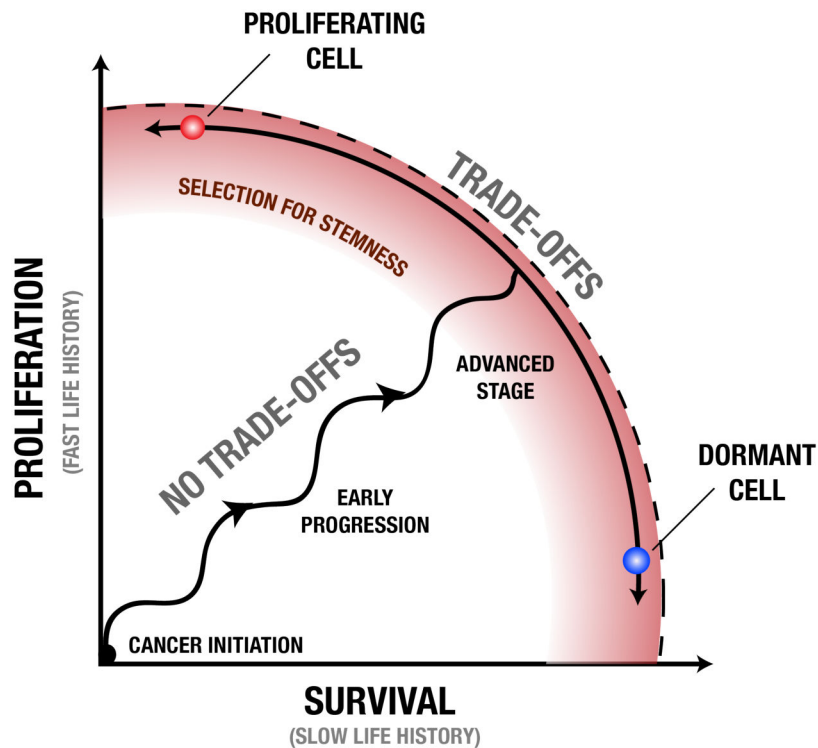 PROLIFERATING
CELL
TRADE-OFFS
SELECTION FOR STEMNESS
PROLIFERATION
(FAST LIFE HISTORY)
NO TRADE-OFFS
ADVANCED
STAGE
DORMANT
CELL
EARLY
PROGRESSION
CANCER INITIATION
SURVIVAL
(SLOW LIFE HISTORY)